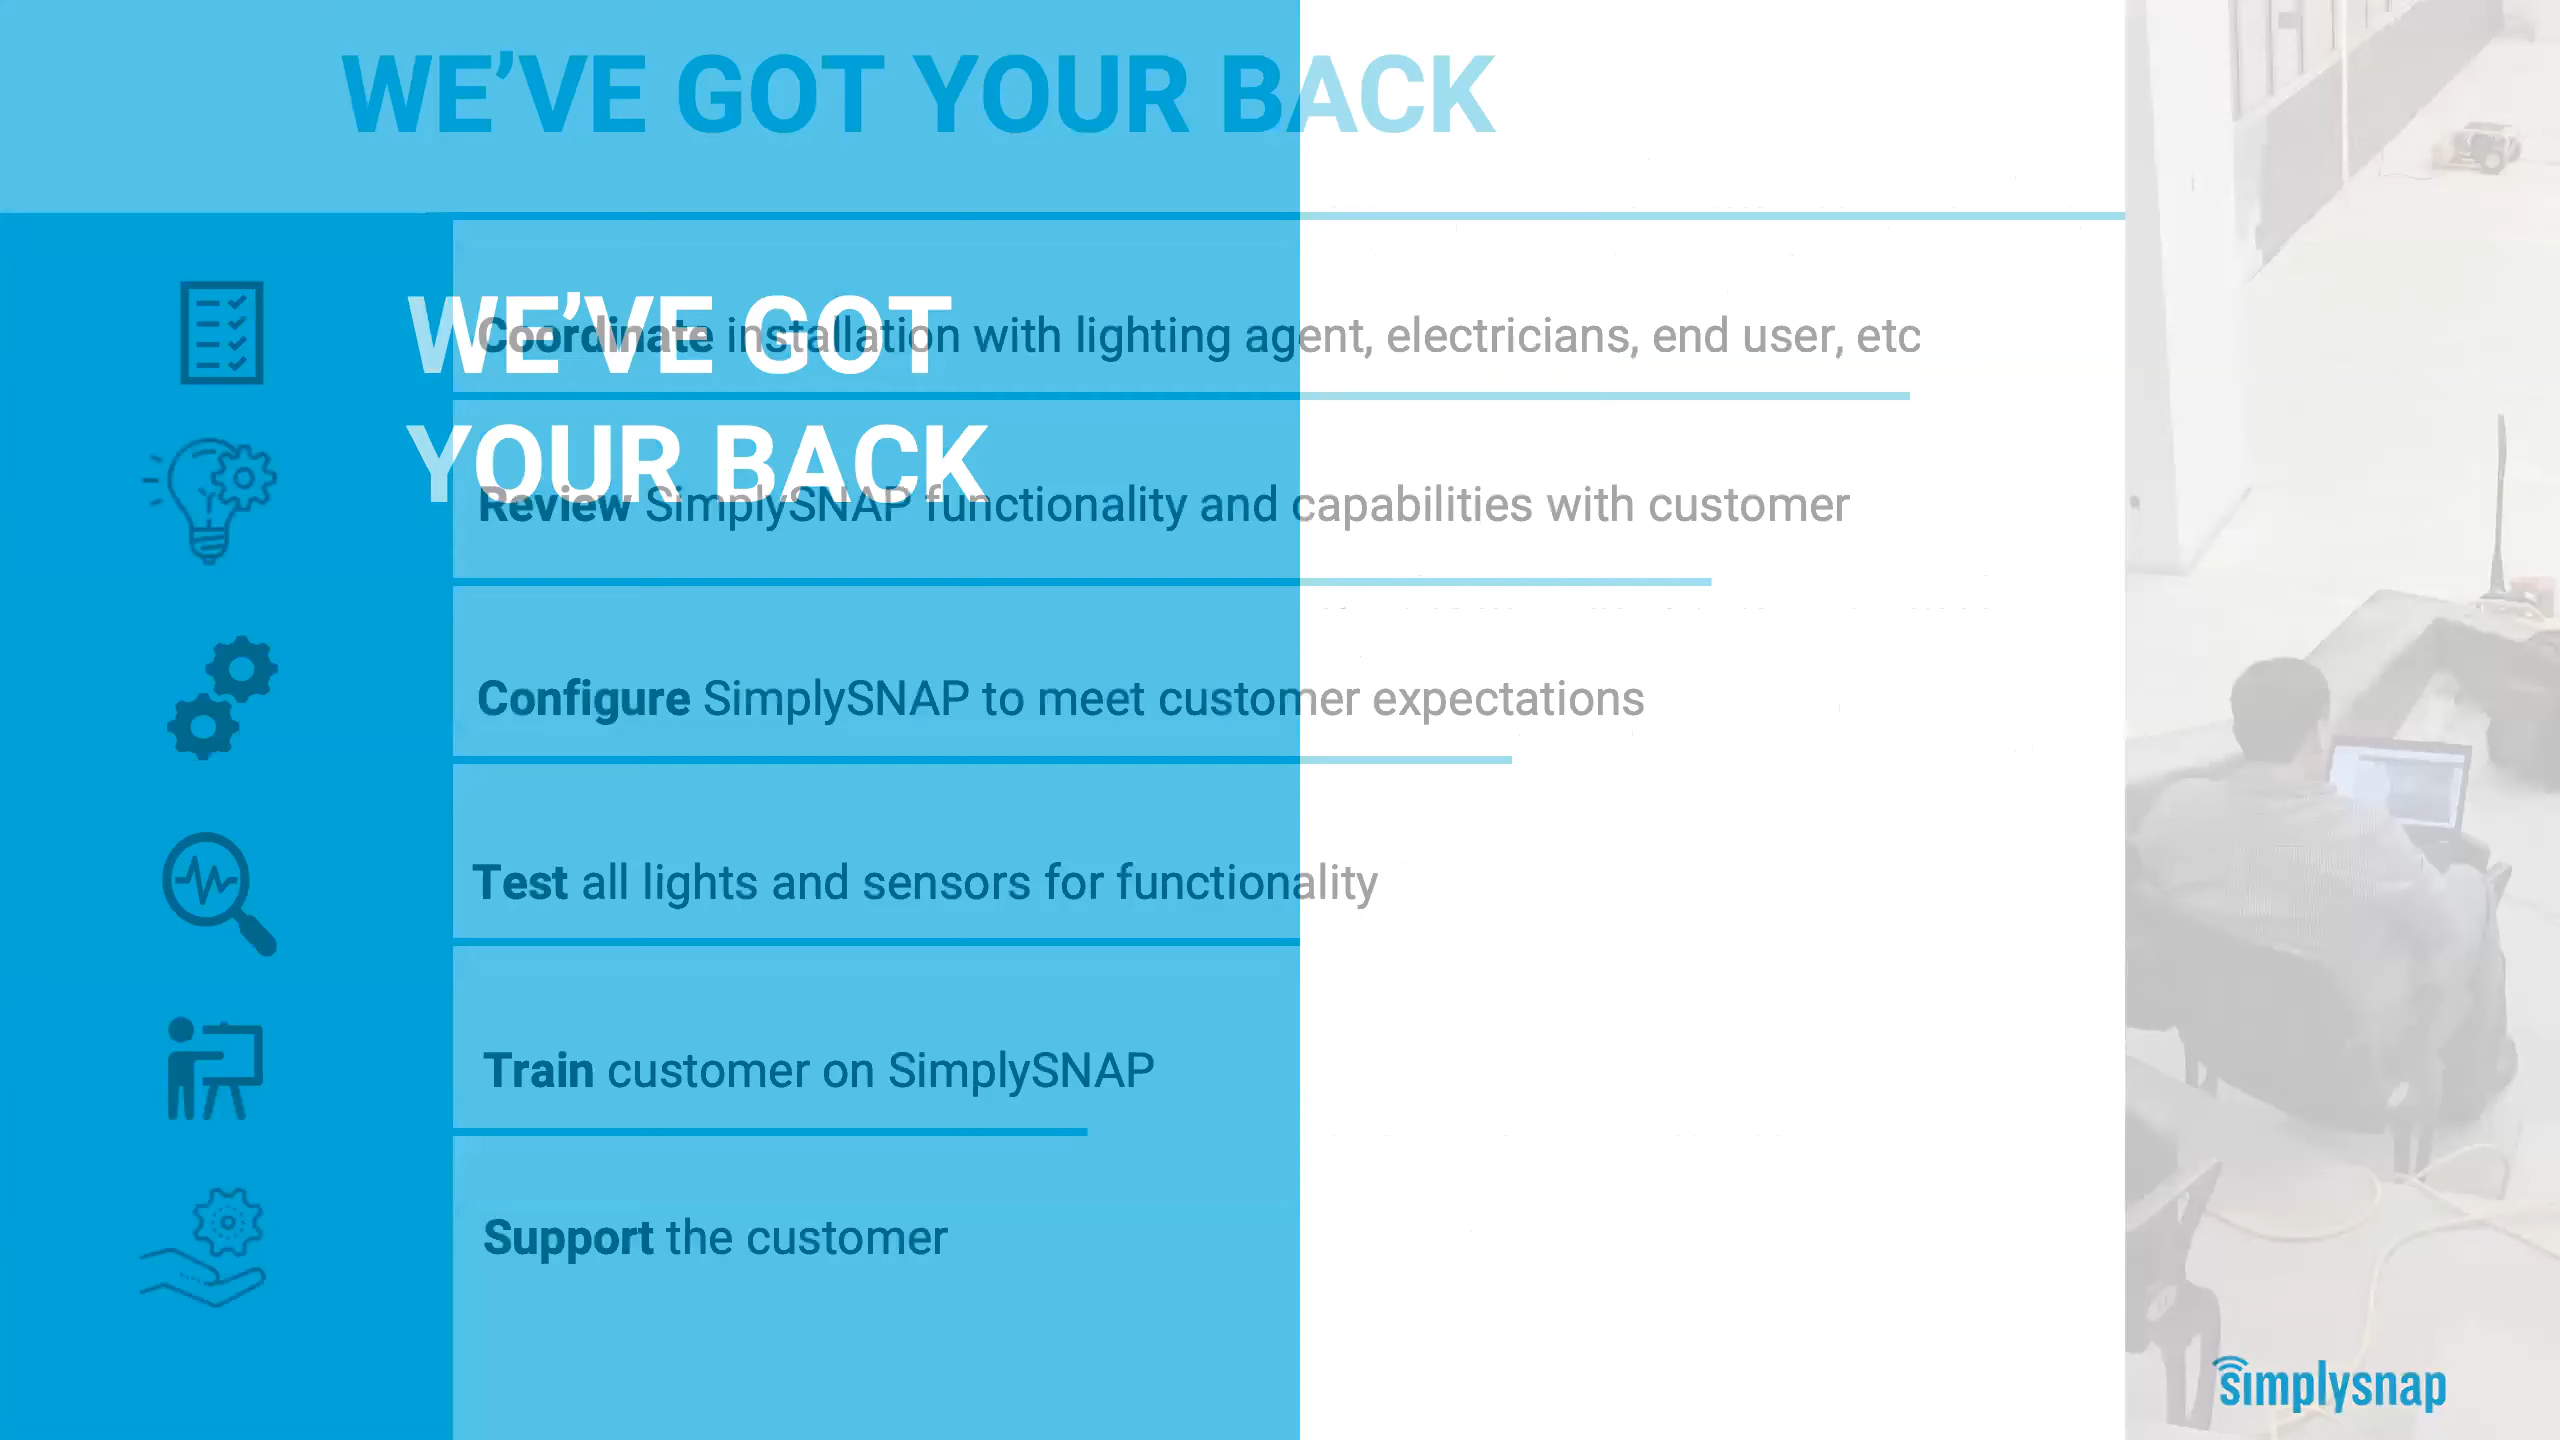 WE’VE GOT YOUR BACK
WE’VE GOT
YOUR BACK
Coordinate installation with lighting agent, electricians, end user, etc
Review SimplySNAP functionality and capabilities with customer
Configure SimplySNAP to meet customer expectations
Test all lights and sensors for functionality
Train customer on SimplySNAP
Support the customer
simplysnap